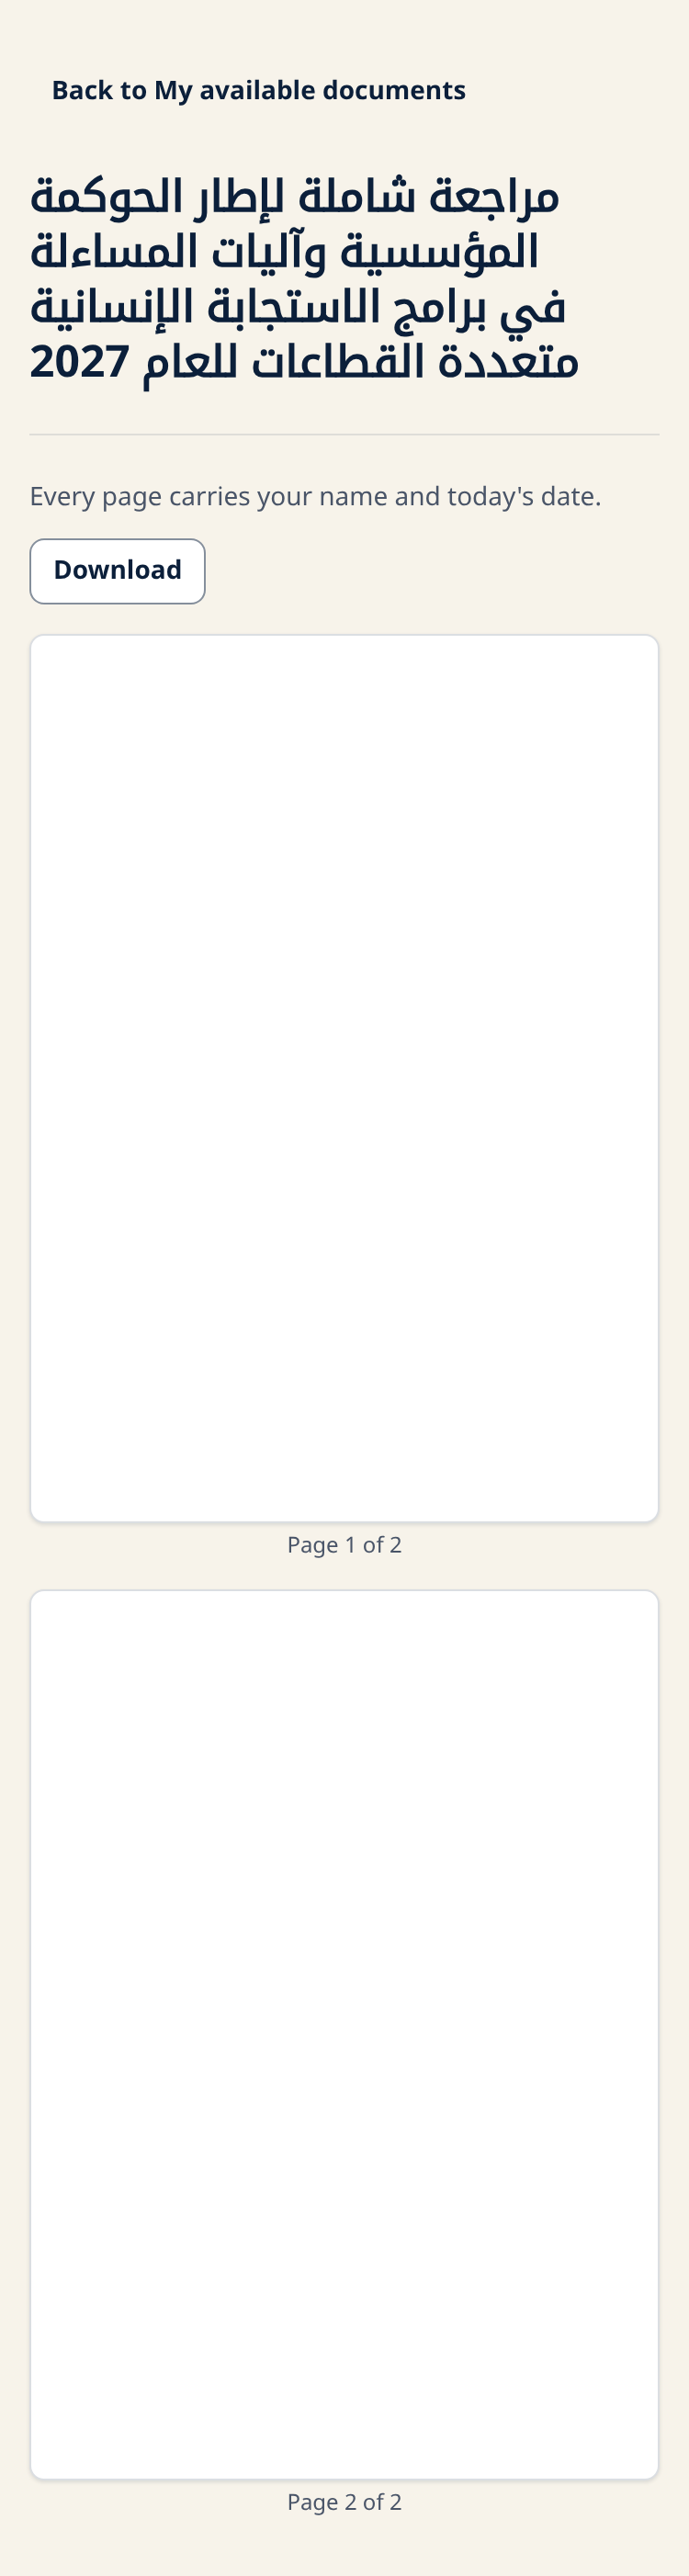 Back to My available documents
مراجعة شاملة لإطار الحوكمة
المؤسسية وآليات المساءلة
في برامج الاستجابة الإنسانية
متعددة القطاعات للعام 2027
Every page carries your name and today's date.
Download
Page 1 of 2
Page 2 of 2